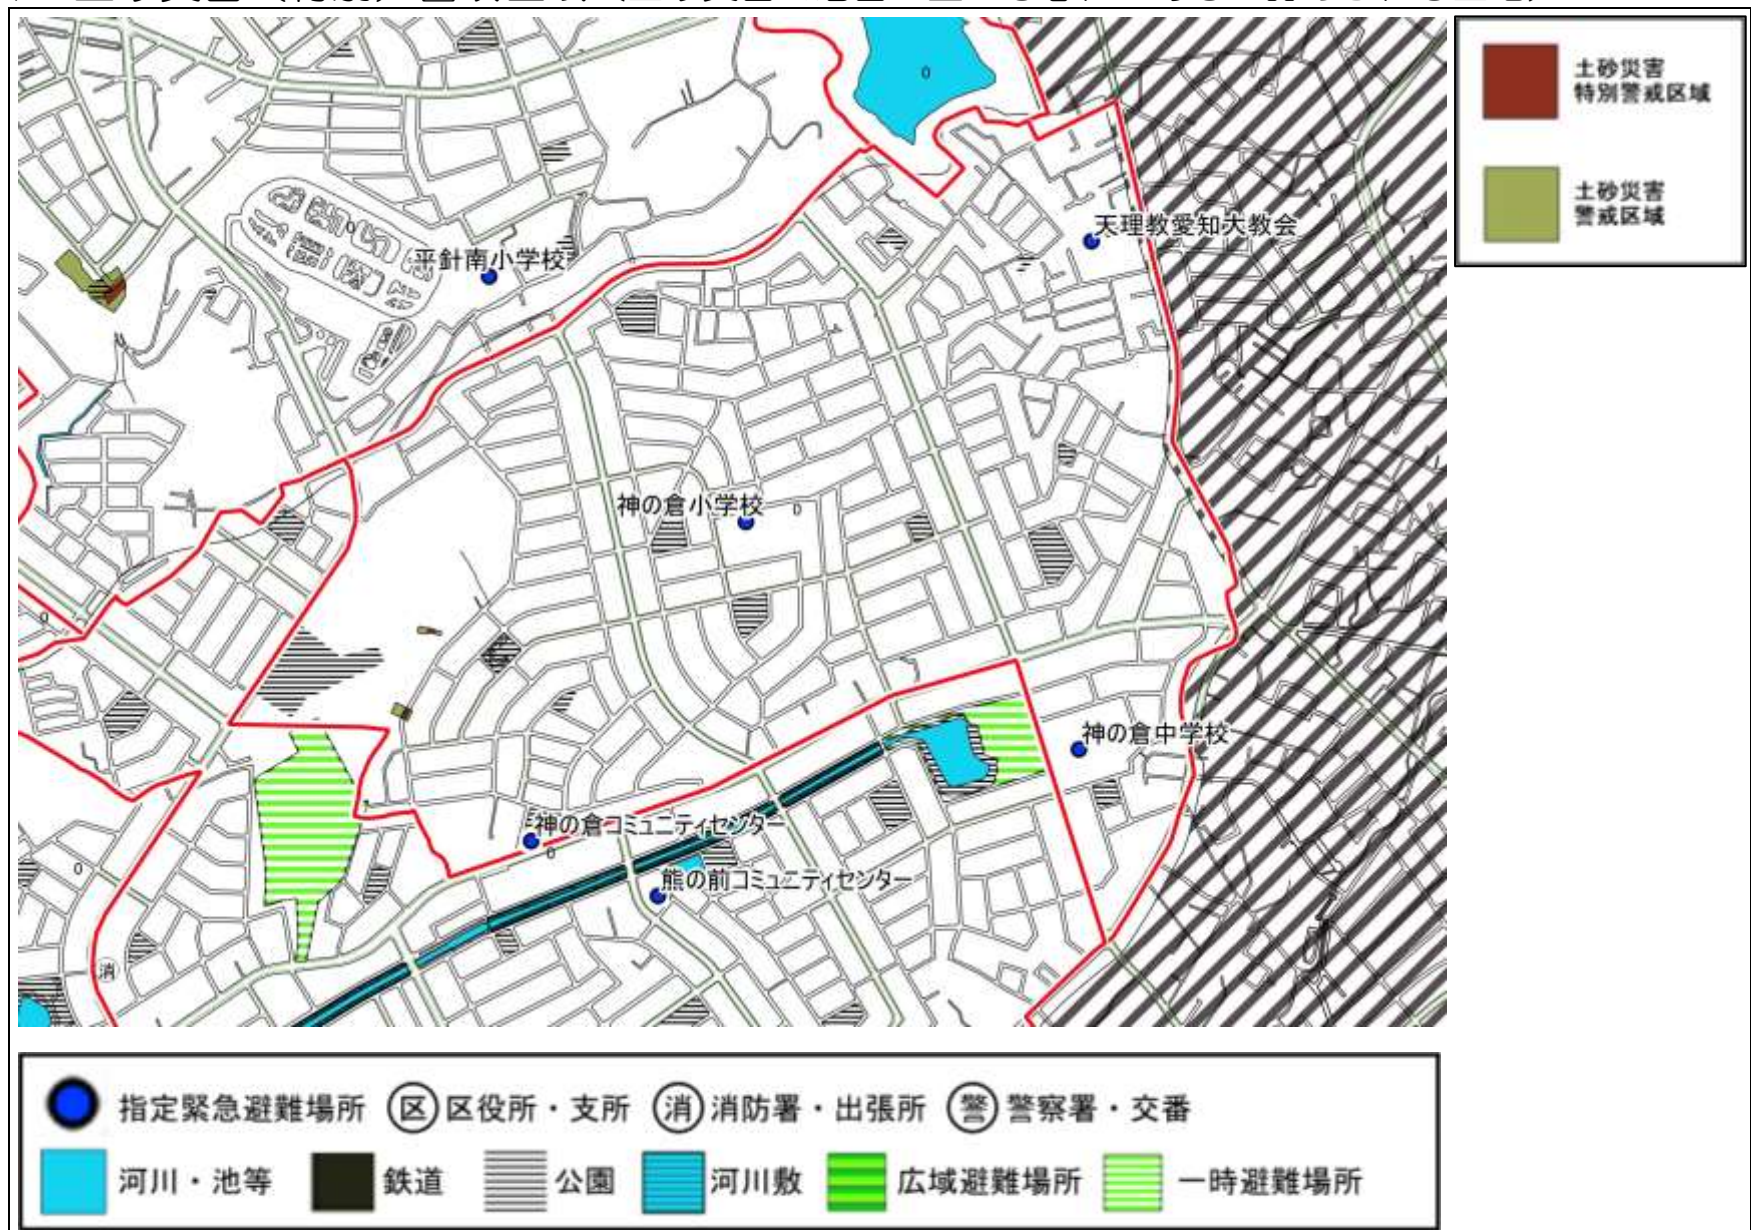 土砂災害
特別警戒区域
土砂災害
警戒区域
天理教愛知大教会
平針南小学校
神の倉小学校
神の倉中学校
神の倉コミュニティセンター
熊の前コミュニティセンター
消
指定緊急避難場所 区 区役所・支所 消 消防署・出張所 警 警察署・交番
河川・池等 鉄道 公園 河川敷 広域避難場所 一時避難場所